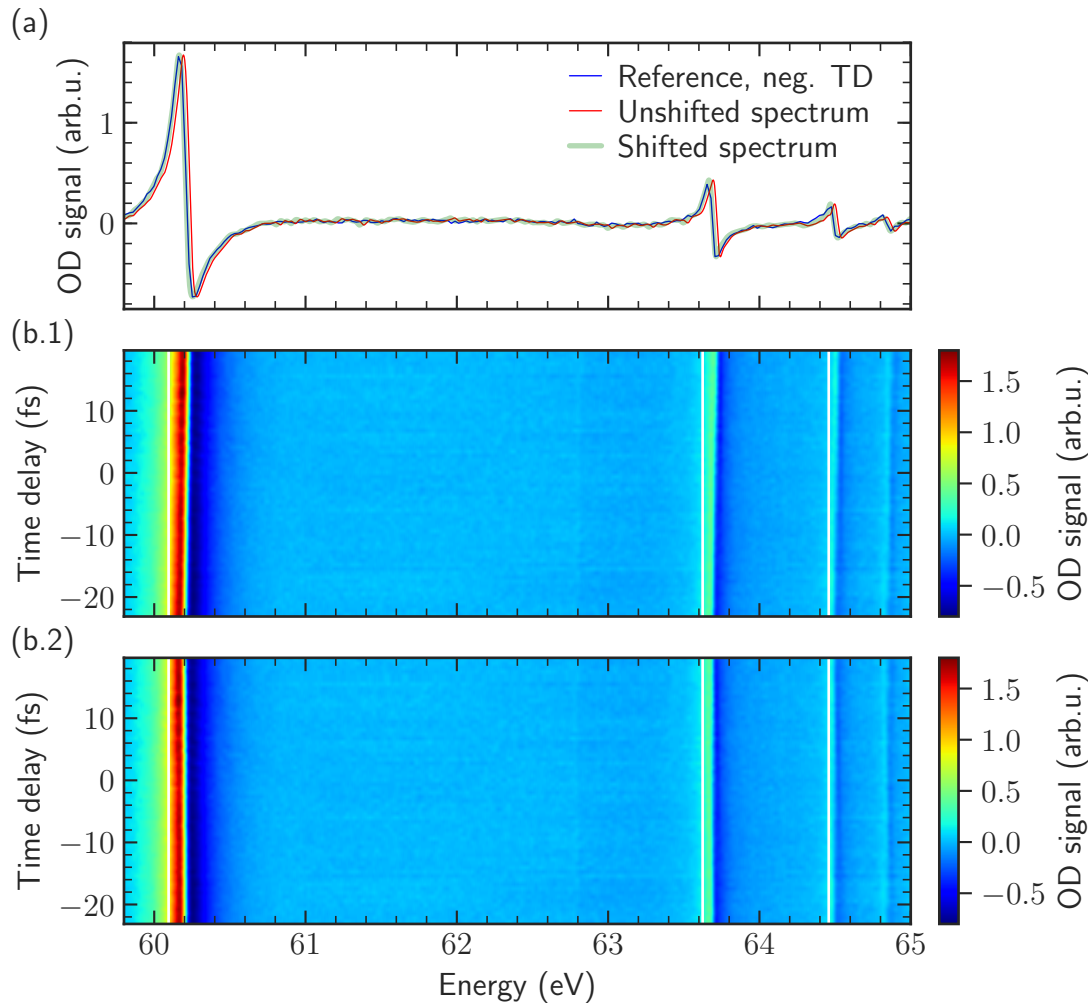 (a)
OD signal (arb.u.)
1
0
Reference, neg. TD
Unshifted spectrum
Shifted spectrum
(b.1)
Time delay (fs)
10
0
−10
−20
1.5
1.0
0.5
0.0
−0.5
OD signal (arb.u.)
(b.2)
Time delay (fs)
10
0
−10
−20
1.5
1.0
0.5
0.0
−0.5
OD signal (arb.u.)
60 61 62 63 64 65
Energy (eV)